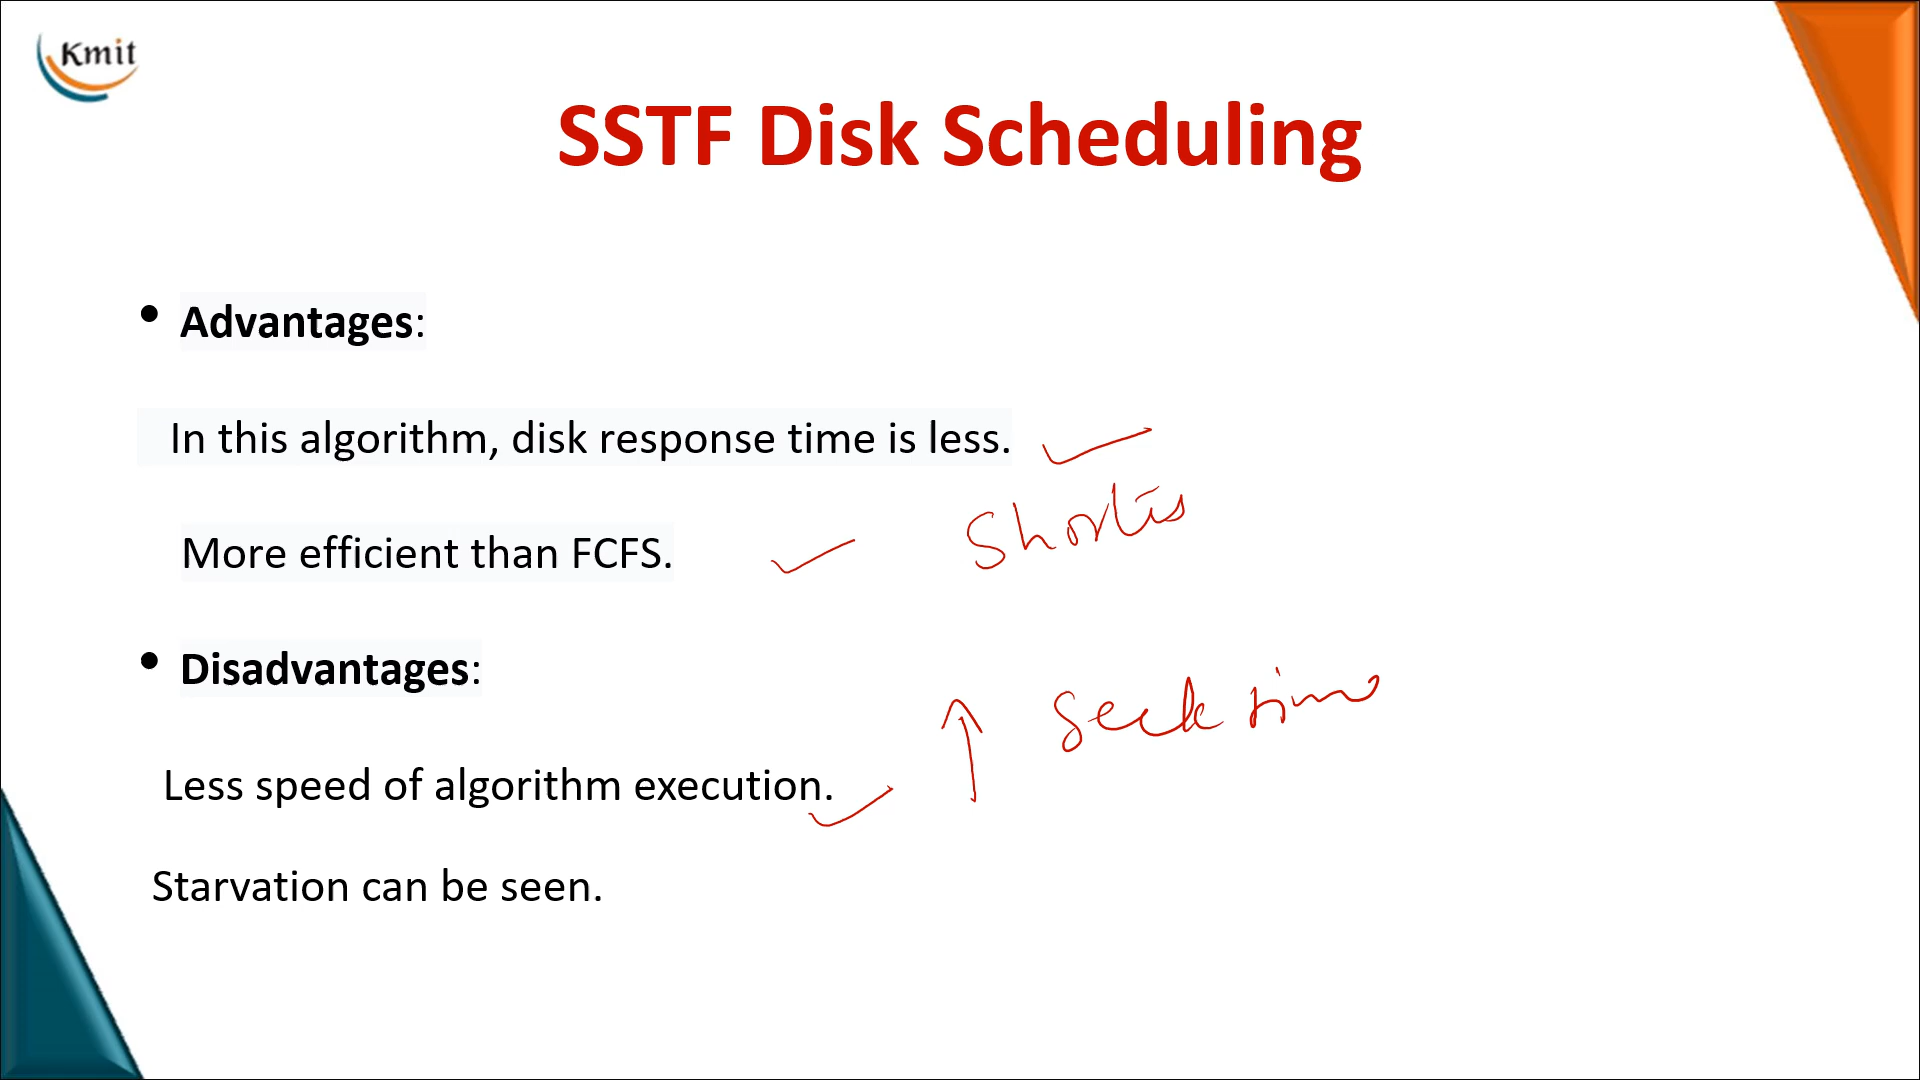 Kmit
SSTF Disk Scheduling
• Advantages:
In this algorithm, disk response time is less.
More efficient than FCFS.
• Disadvantages:
Seek time
Less speed of algorithm execution.
Starvation can be seen.